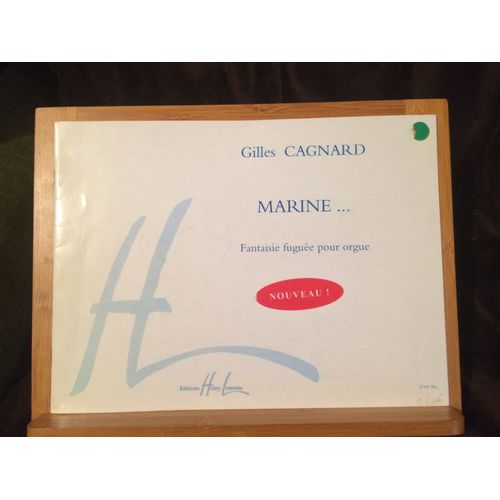 Gilles CAGNARD
MARINE ...
Fantaisie fuguée pour orgue
NOUVEAU !
Editions Henry Lemoine